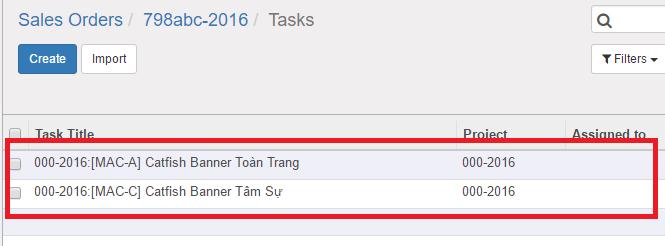 Sales Orders / 798abc-2016 / Tasks
Create Import Filters
Task Title Project Assigned to
000-2016:[MAC-A] Catfish Banner Toàn Trang 000-2016
000-2016:[MAC-C] Catfish Banner Tâm Sự 000-2016